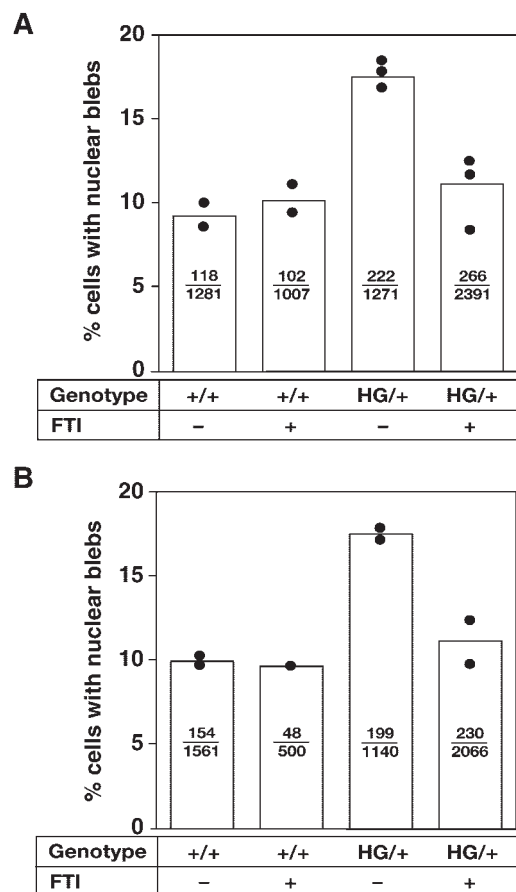 A
% cells with nuclear blebs
20
15
10
5
0
118 102 222 266
1281 1007 1271 2391
Genotype +/+ +/+ HG/+ HG/+
FTI – + – +
B
% cells with nuclear blebs
20
15
10
5
0
154 48 199 230
1561 500 1140 2066
Genotype +/+ +/+ HG/+ HG/+
FTI – + – +